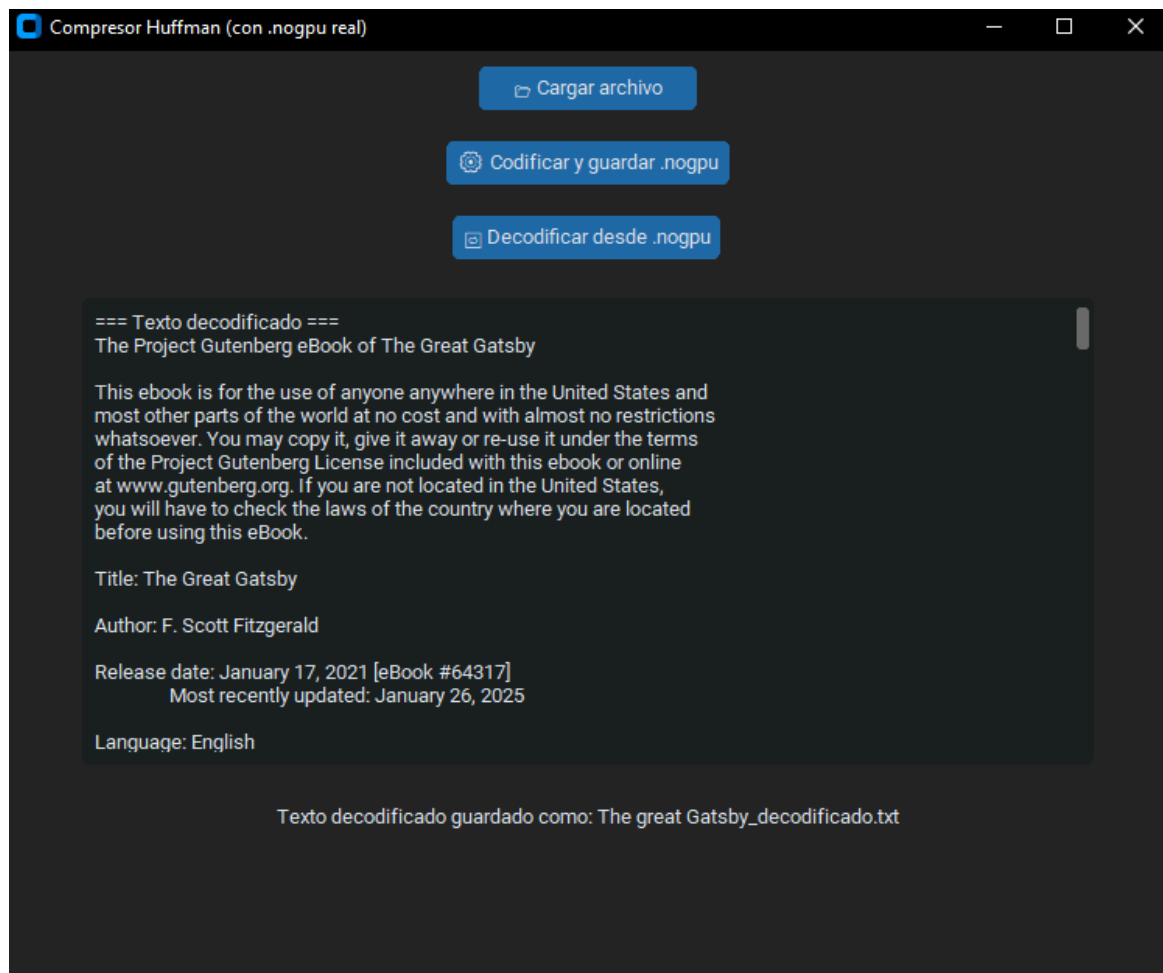 Compresor Huffman (con .nogpu real)
Cargar archivo
Codificar y guardar .nogpu
Decodificar desde .nogpu
=== Texto decodificado ===
The Project Gutenberg eBook of The Great Gatsby
This ebook is for the use of anyone anywhere in the United States and
most other parts of the world at no cost and with almost no restrictions
whatsoever. You may copy it, give it away or re-use it under the terms
of the Project Gutenberg License included with this ebook or online
at www.gutenberg.org. If you are not located in the United States,
you will have to check the laws of the country where you are located
before using this eBook.
Title: The Great Gatsby
Author: F. Scott Fitzgerald
Release date: January 17, 2021 [eBook #64317]
Most recently updated: January 26, 2025
Language: English
Texto decodificado guardado como: The great Gatsby_decodificado.txt